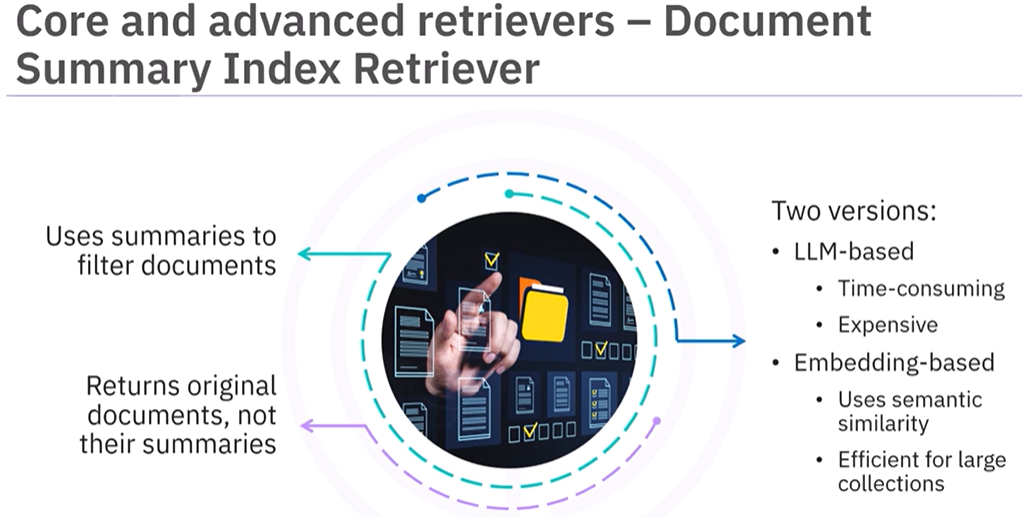 Core and advanced retrievers – Document
Summary Index Retriever
Uses summaries to
filter documents
Returns original
documents, not
their summaries
Two versions:
• LLM-based
• Time-consuming
• Expensive
• Embedding-based
• Uses semantic
similarity
• Efficient for large
collections